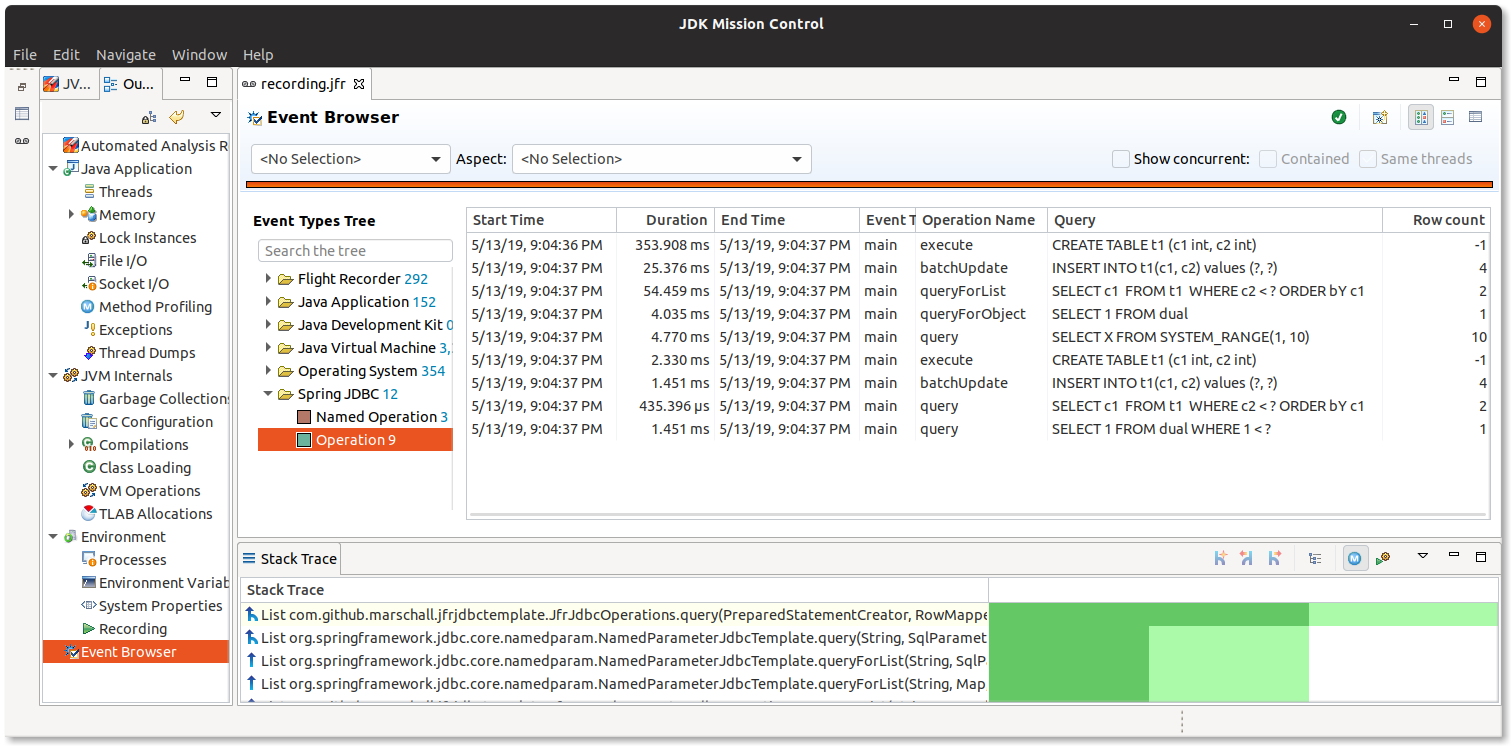 JDK Mission Control
File Edit Navigate Window Help
JV... Ou...
Automated Analysis R
Java Application
Threads
Memory
Lock Instances
File I/O
Socket I/O
Method Profiling
Exceptions
Thread Dumps
JVM Internals
Garbage Collections
GC Configuration
Compilations
Class Loading
VM Operations
TLAB Allocations
Environment
Processes
Environment Variab
System Properties
Recording
Event Browser
recording.jfr
Event Browser
<No Selection> Aspect: <No Selection> Show concurrent: Contained Same threads
Event Types Tree
Search the tree
Flight Recorder 292
Java Application 152
Java Development Kit 0
Java Virtual Machine 3,
Operating System 354
Spring JDBC 12
Named Operation 3
Operation 9
Start Time Duration End Time Event T Operation Name Query Row count
5/13/19, 9:04:36 PM 353.908 ms 5/13/19, 9:04:37 PM main execute CREATE TABLE t1 (c1 int, c2 int) -1
5/13/19, 9:04:37 PM 25.376 ms 5/13/19, 9:04:37 PM main batchUpdate INSERT INTO t1(c1, c2) values (?, ?) 4
5/13/19, 9:04:37 PM 54.459 ms 5/13/19, 9:04:37 PM main queryForList SELECT c1 FROM t1 WHERE c2 < ? ORDER bY c1 2
5/13/19, 9:04:37 PM 4.035 ms 5/13/19, 9:04:37 PM main queryForObject SELECT 1 FROM dual 1
5/13/19, 9:04:37 PM 4.770 ms 5/13/19, 9:04:37 PM main query SELECT X FROM SYSTEM_RANGE(1, 10) 10
5/13/19, 9:04:37 PM 2.330 ms 5/13/19, 9:04:37 PM main execute CREATE TABLE t1 (c1 int, c2 int) -1
5/13/19, 9:04:37 PM 1.451 ms 5/13/19, 9:04:37 PM main batchUpdate INSERT INTO t1(c1, c2) values (?, ?) 4
5/13/19, 9:04:37 PM 435.396 µs 5/13/19, 9:04:37 PM main query SELECT c1 FROM t1 WHERE c2 < ? ORDER bY c1 2
5/13/19, 9:04:37 PM 1.451 ms 5/13/19, 9:04:37 PM main query SELECT 1 FROM dual WHERE 1 < ? 1
Stack Trace
Stack Trace
List com.github.marschall.jfrjdbctemplate.JfrJdbcOperations.query(PreparedStatementCreator, RowMappe
List org.springframework.jdbc.core.namedparam.NamedParameterJdbcTemplate.query(String, SqlParamet
List org.springframework.jdbc.core.namedparam.NamedParameterJdbcTemplate.queryForList(String, SqlP
List org.springframework.jdbc.core.namedparam.NamedParameterJdbcTemplate.queryForList(String, Map